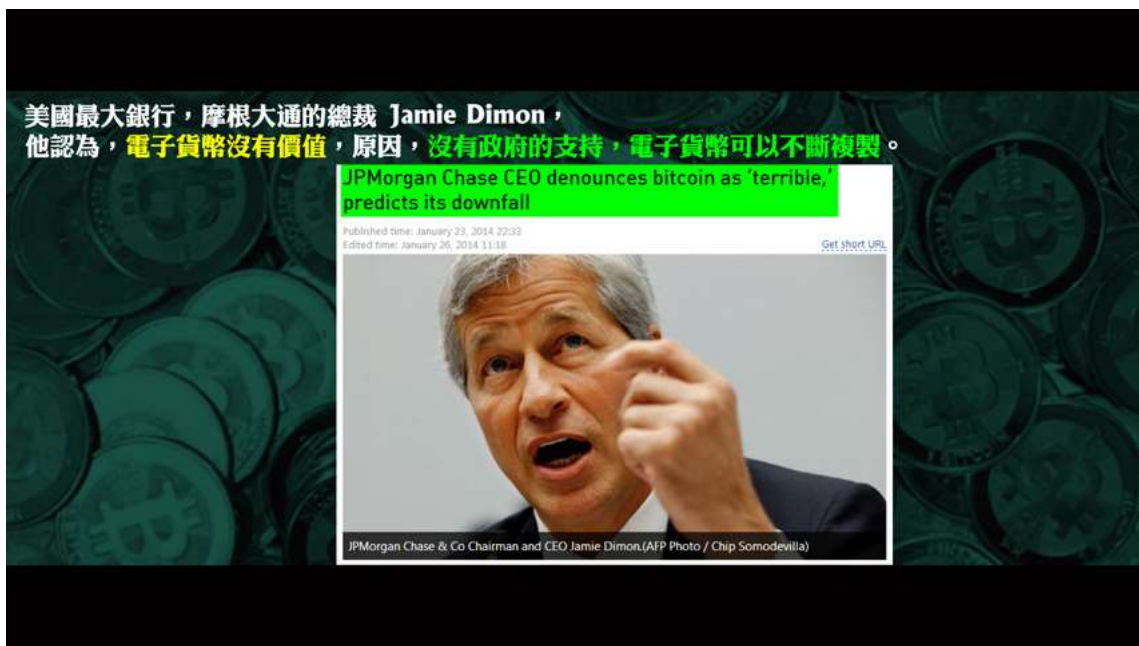 美國最大銀行，摩根大通的總裁 Jamie Dimon，
他認為，電子貨幣沒有價值，原因，沒有政府的支持，電子貨幣可以不斷複製。
JPMorgan Chase CEO denounces bitcoin as ‘terrible,’
predicts its downfall
Published time: January 23, 2014 22:33
Edited time: January 26, 2014 11:18
Get short URL
JPMorgan Chase & Co Chairman and CEO Jamie Dimon.(AFP Photo / Chip Somodevilla)